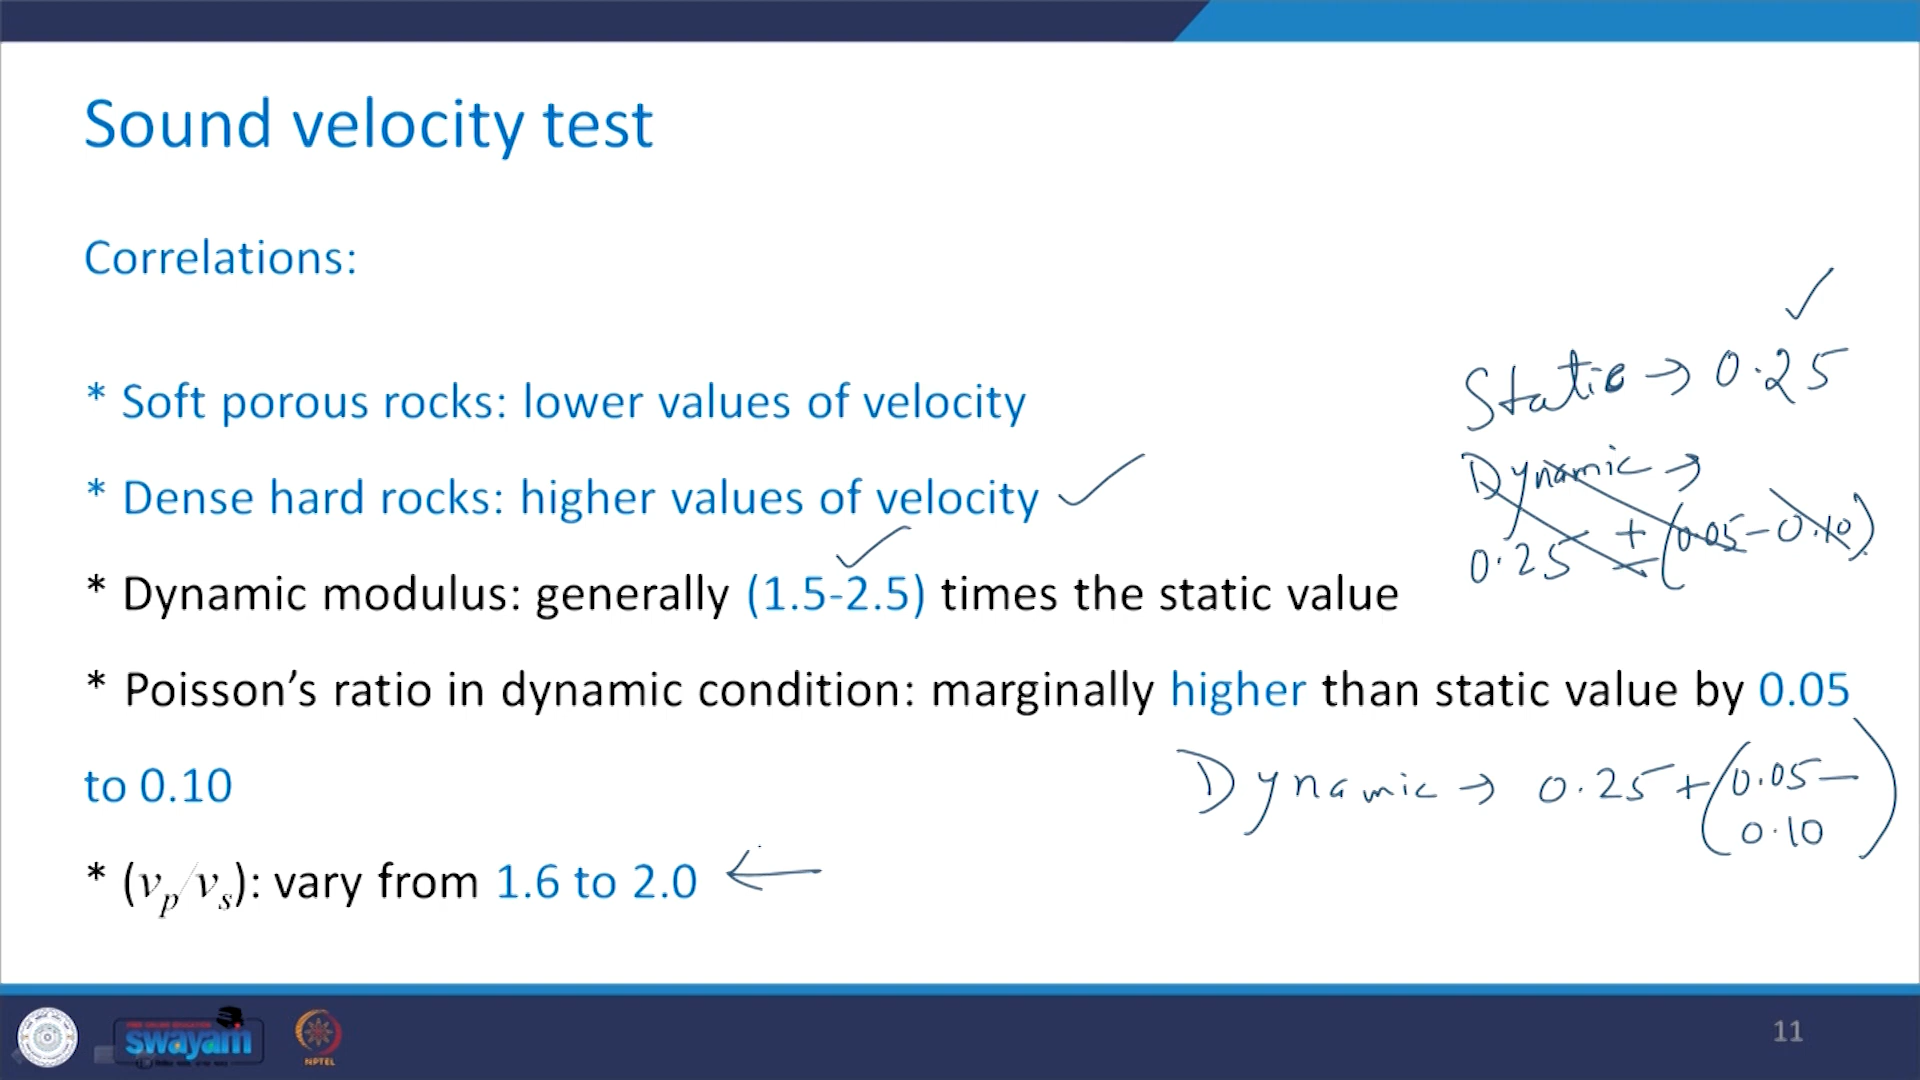 Sound velocity test
Correlations:
* Soft porous rocks: lower values of velocity
* Dense hard rocks: higher values of velocity
* Dynamic modulus: generally (1.5-2.5) times the static value
* Poisson’s ratio in dynamic condition: marginally higher than static value by 0.05
to 0.10
* (vp/vs): vary from 1.6 to 2.0
Static → 0.25
Dynamic →
0.25 + (0.05-0.10)
Dynamic → 0.25+(0.05-
0.10)
swayam
NPTEL
11